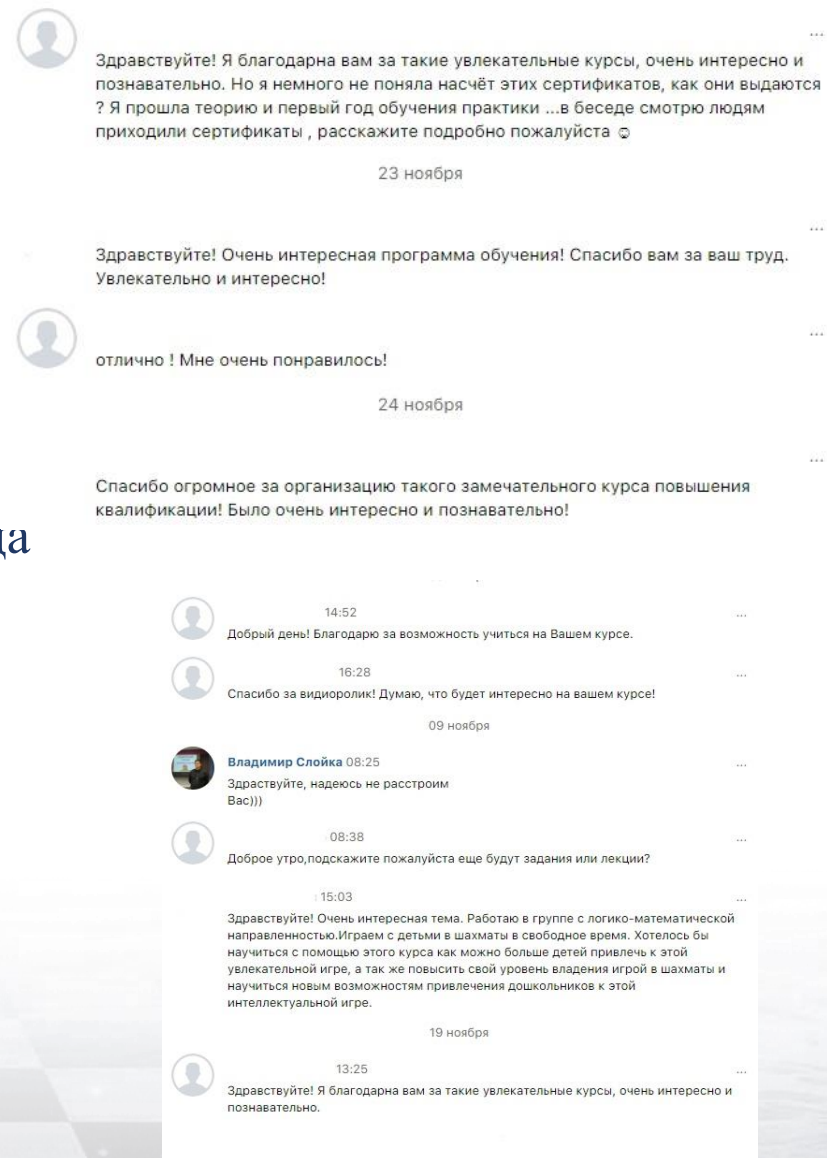 Здравствуйте! Я благодарна вам за такие увлекательные курсы, очень интересно и
познавательно. Но я немного не поняла насчёт этих сертификатов, как они выдаются
? Я прошла теорию и первый год обучения практики ...в беседе смотрю людям
приходили сертификаты , расскажите подробно пожалуйста ☺
23 ноября
Здравствуйте! Очень интересная программа обучения! Спасибо вам за ваш труд.
Увлекательно и интересно!
отлично ! Мне очень понравилось!
24 ноября
Спасибо огромное за организацию такого замечательного курса повышения
квалификации! Было очень интересно и познавательно!
да
14:52
Добрый день! Благодарю за возможность учиться на Вашем курсе.
16:28
Спасибо за видиоролик! Думаю, что будет интересно на вашем курсе!
09 ноября
Владимир Слойка 08:25
Здраствуйте, надеюсь не расстроим
Вас)))
08:38
Доброе утро,подскажите пожалуйста еще будут задания или лекции?
15:03
Здравствуйте! Очень интересная тема. Работаю в группе с логико-математической
направленностью.Играем с детьми в шахматы в свободное время. Хотелось бы
научиться с помощью этого курса как можно больше детей привлечь к этой
увлекательной игре, а так же повысить свой уровень владения игрой в шахматы и
научиться новым возможностям привлечения дошкольников к этой
интеллектуальной игре.
19 ноября
13:25
Здравствуйте! Я благодарна вам за такие увлекательные курсы, очень интересно и
познавательно.